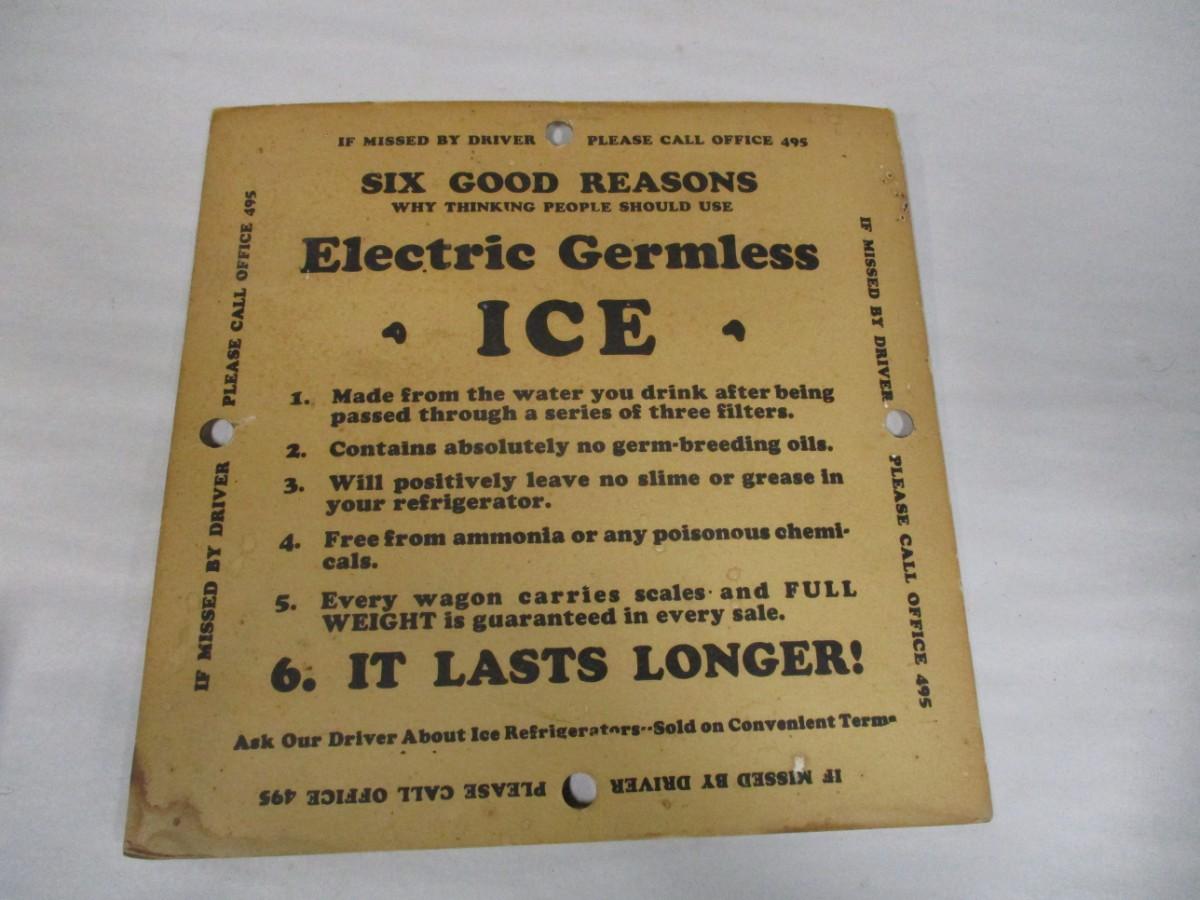 IF MISSED BY DRIVER PLEASE CALL OFFICE 495
SIX GOOD REASONS
WHY THINKING PEOPLE SHOULD USE
Electric Germless
ICE
1. Made from the water you drink after being
passed through a series of three filters.
2. Contains absolutely no germ-breeding oils.
3. Will positively leave no slime or grease in
your refrigerator.
4. Free from ammonia or any poisonous chemi-
cals.
5. Every wagon carries scales and FULL
WEIGHT is guaranteed in every sale.
6. IT LASTS LONGER!
Ask Our Driver About Ice Refrigerators--Sold on Convenient Terms
IF MISSED BY DRIVER PLEASE CALL OFFICE 495
IF MISSED BY DRIVER PLEASE CALL OFFICE 495
IF MISSED BY DRIVER PLEASE CALL OFFICE 495